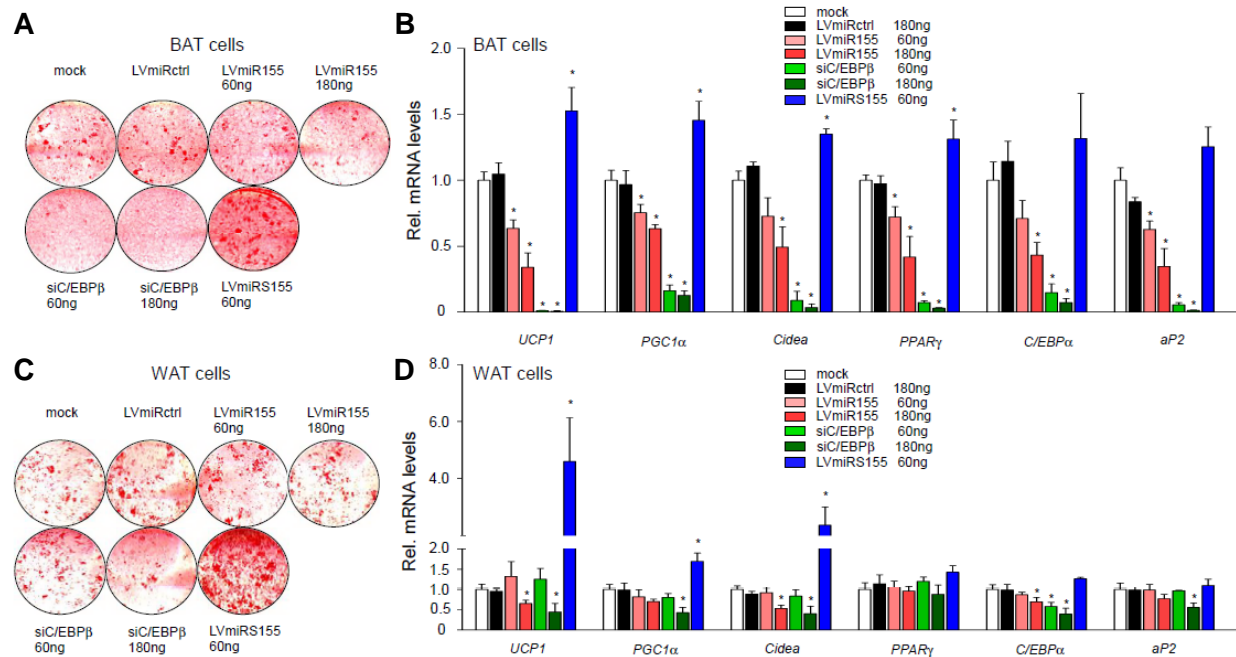 A
BAT cells
mock LVmiRctrl LVmiR155 60ng LVmiR155 180ng
siC/EBPβ 60ng siC/EBPβ 180ng LVmiRS155 60ng
B
BAT cells
mock
LVmiRctrl 180ng
LVmiR155 60ng
LVmiR155 180ng
siC/EBPβ 60ng
siC/EBPβ 180ng
LVmiRS155 60ng
Rel. mRNA levels
2.0
1.5
1.0
0.5
0
* * * * * * * * * * * * * * * * * * * * * * * * * * * *
UCP1 PGC1α Cidea PPARγ C/EBPα aP2
C
WAT cells
mock LVmiRctrl LVmiR155 60ng LVmiR155 180ng
siC/EBPβ 60ng siC/EBPβ 180ng LVmiRS155 60ng
D
WAT cells
mock
LVmiRctrl 180ng
LVmiR155 60ng
LVmiR155 180ng
siC/EBPβ 60ng
siC/EBPβ 180ng
LVmiRS155 60ng
Rel. mRNA levels
8.0
6.0
4.0
2.0
1.5
1.0
0.5
0
* * * * * * * * * * * *
UCP1 PGC1α Cidea PPARγ C/EBPα aP2